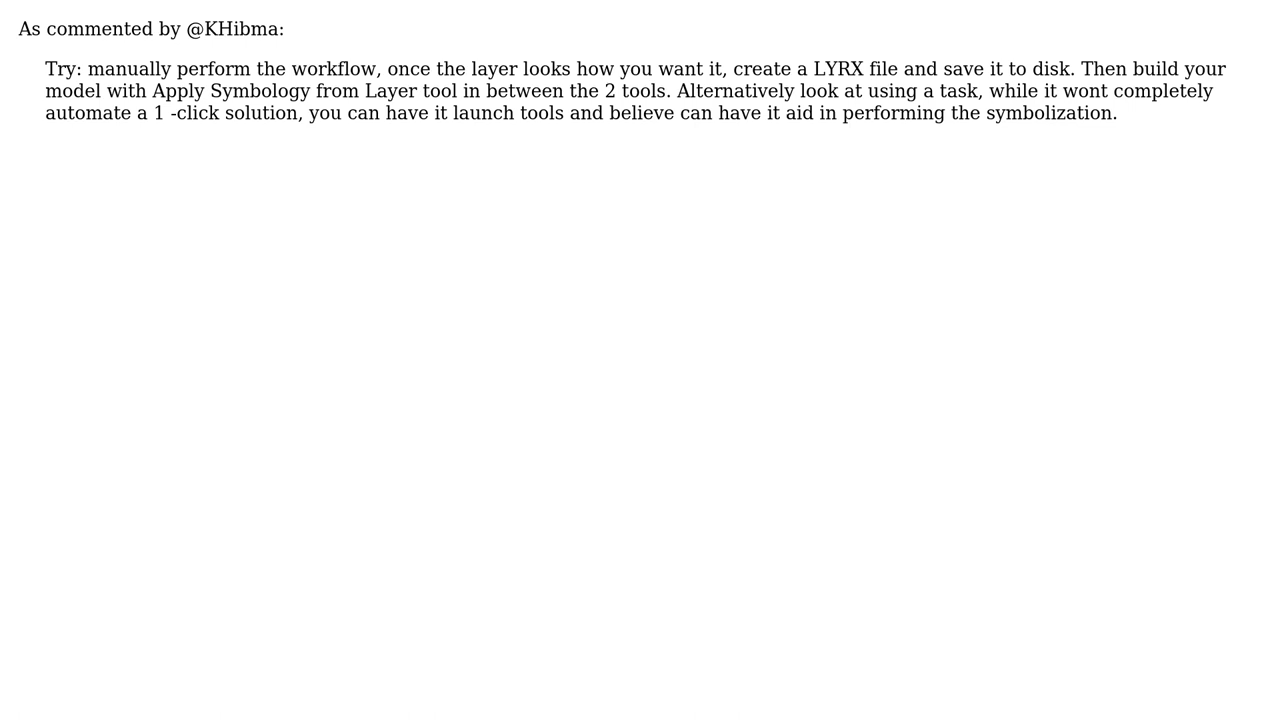 As commented by @KHibma:
Try: manually perform the workflow, once the layer looks how you want it, create a LYRX file and save it to disk. Then build your
model with Apply Symbology from Layer tool in between the 2 tools. Alternatively look at using a task, while it wont completely
automate a 1 -click solution, you can have it launch tools and believe can have it aid in performing the symbolization.